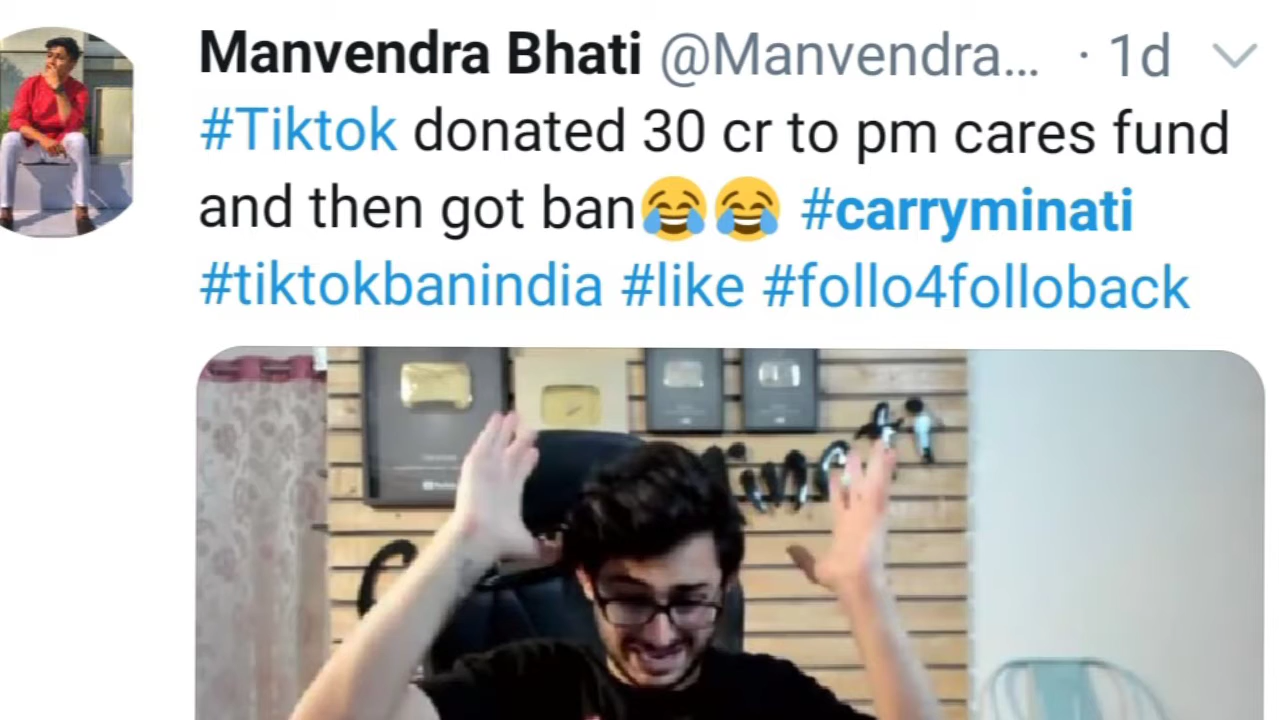 Manvendra Bhati @Manvendra... · 1d
#Tiktok donated 30 cr to pm cares fund
and then got ban😂😂 #carryminati
#tiktokbanindia #like #follo4folloback